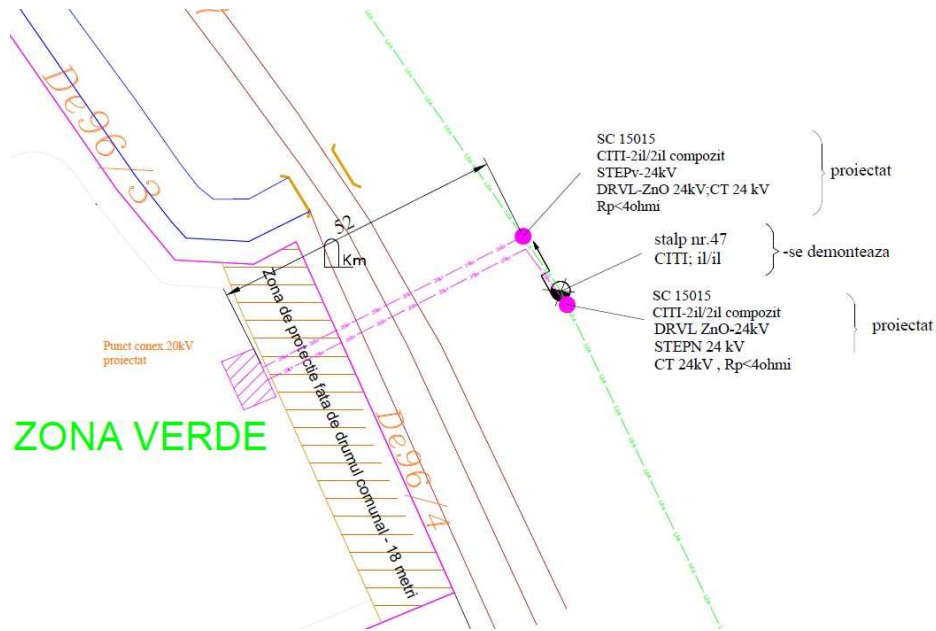 De96/3
SC 15015
CITI-2il/2il compozit
STEPv-24kV
DRVL-ZnO 24kV;CT 24 kV
Rp<4ohmi
proiectat
52
stalp nr.47
CITI; il/il
-se demonteaza
Km
SC 15015
CITI-2il/2il compozit
DRVL ZnO-24kV
STEPN 24 kV
CT 24kV , Rp<4ohmi
proiectat
Zona de protectie fata de drumul comunal - 18 metri
Punct conex.20kV
proiectat
ZONA VERDE
De96/4